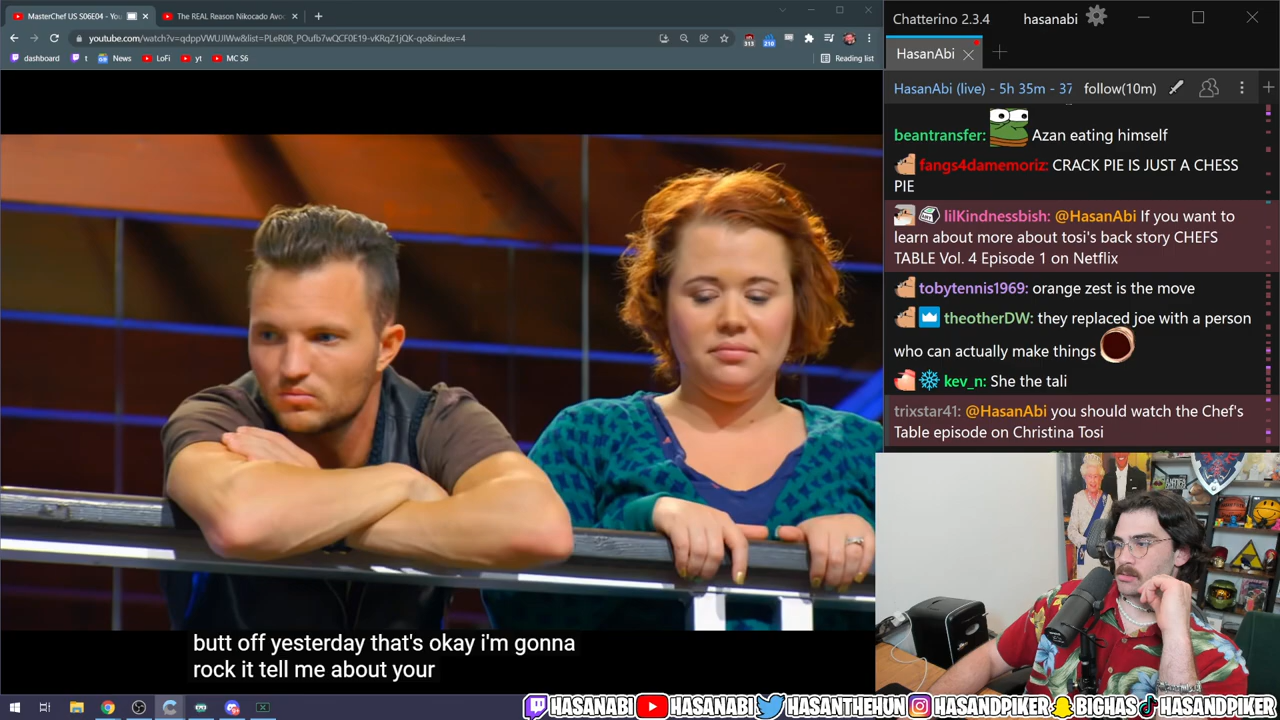 MasterChef US S06E04 - Yo
The REAL Reason Nikocado Avoc
youtube.com/watch?v=qdppVWUJIWw&list=PLeR0R_POufb7wQCF0E19-vKRqZ1jQK-qo&index=4
313
210
dashboard
t
News
LoFi
yt
MC S6
Reading list
butt off yesterday that's okay i'm gonna
rock it tell me about your
Chatterino 2.3.4
hasanabi
HasanAbi
HasanAbi (live) - 5h 35m - 37
follow(10m)
beantransfer: Azan eating himself
fangs4damemoriz: CRACK PIE IS JUST A CHESS
PIE
lilKindnessbish: @HasanAbi If you want to
learn about more about tosi's back story CHEFS
TABLE Vol. 4 Episode 1 on Netflix
tobytennis1969: orange zest is the move
theotherDW: they replaced joe with a person
who can actually make things
kev_n: She the tali
trixstar41: @HasanAbi you should watch the Chef's
Table episode on Christina Tosi
HASANABI HASANABI HASANTHEHUN HASANDPIKER BIGHAS HASANDPIKER